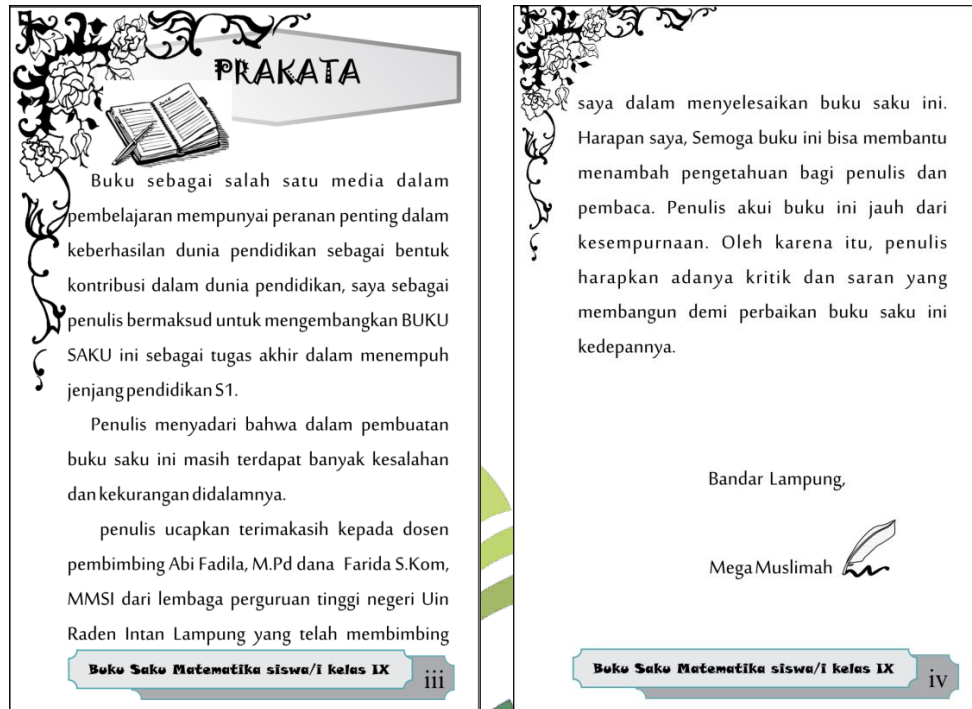 PRAKATA
Buku sebagai salah satu media dalam
pembelajaran mempunyai peranan penting dalam
keberhasilan dunia pendidikan sebagai bentuk
kontribusi dalam dunia pendidikan, saya sebagai
penulis bermaksud untuk mengembangkan BUKU
SAKU ini sebagai tugas akhir dalam menempuh
jenjang pendidikan S1.
Penulis menyadari bahwa dalam pembuatan
buku saku ini masih terdapat banyak kesalahan
dan kekurangan didalamnya.
penulis ucapkan terimakasih kepada dosen
pembimbing Abi Fadila, M.Pd dana Farida S.Kom,
MMSI dari lembaga perguruan tinggi negeri Uin
Raden Intan Lampung yang telah membimbing
Buku Saku Matematika siswa/i kelas IX
iii
saya dalam menyelesaikan buku saku ini.
Harapan saya, Semoga buku ini bisa membantu
menambah pengetahuan bagi penulis dan
pembaca. Penulis akui buku ini jauh dari
kesempurnaan. Oleh karena itu, penulis
harapkan adanya kritik dan saran yang
membangun demi perbaikan buku saku ini
kedepannya.
Bandar Lampung,
Mega Muslimah
Buku Saku Matematika siswa/i kelas IX
iv